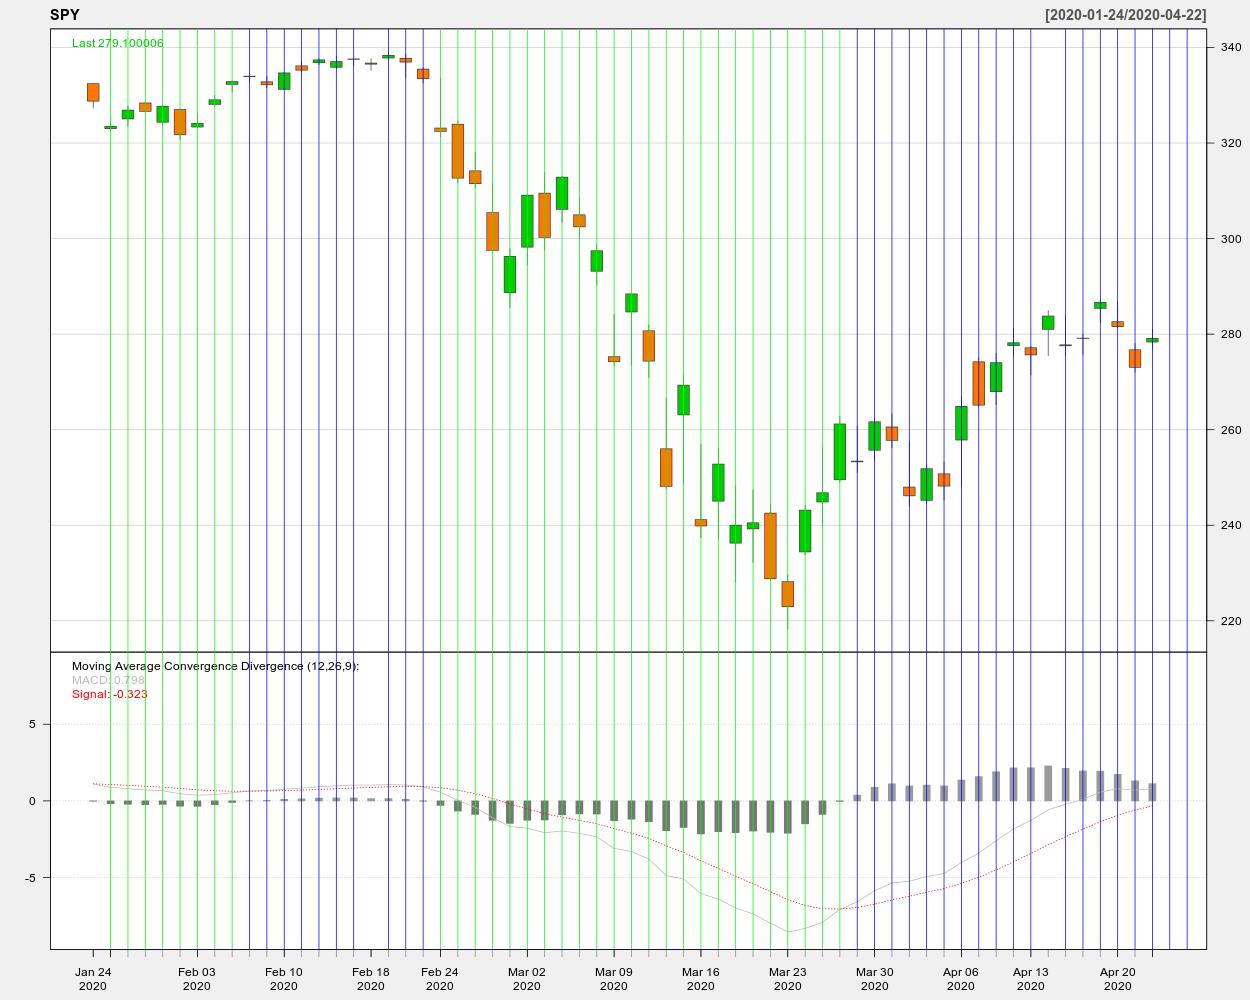 SPY [2020-01-24/2020-04-22]
Last 279.100006
340
320
300
280
260
240
220
Moving Average Convergence Divergence (12,26,9):
MACD: 0.798
Signal: -0.323
5
0
-5
Jan 24 Feb 03 Feb 10 Feb 18 Feb 24 Mar 02 Mar 09 Mar 16 Mar 23 Mar 30 Apr 06 Apr 13 Apr 20
2020 2020 2020 2020 2020 2020 2020 2020 2020 2020 2020 2020 2020